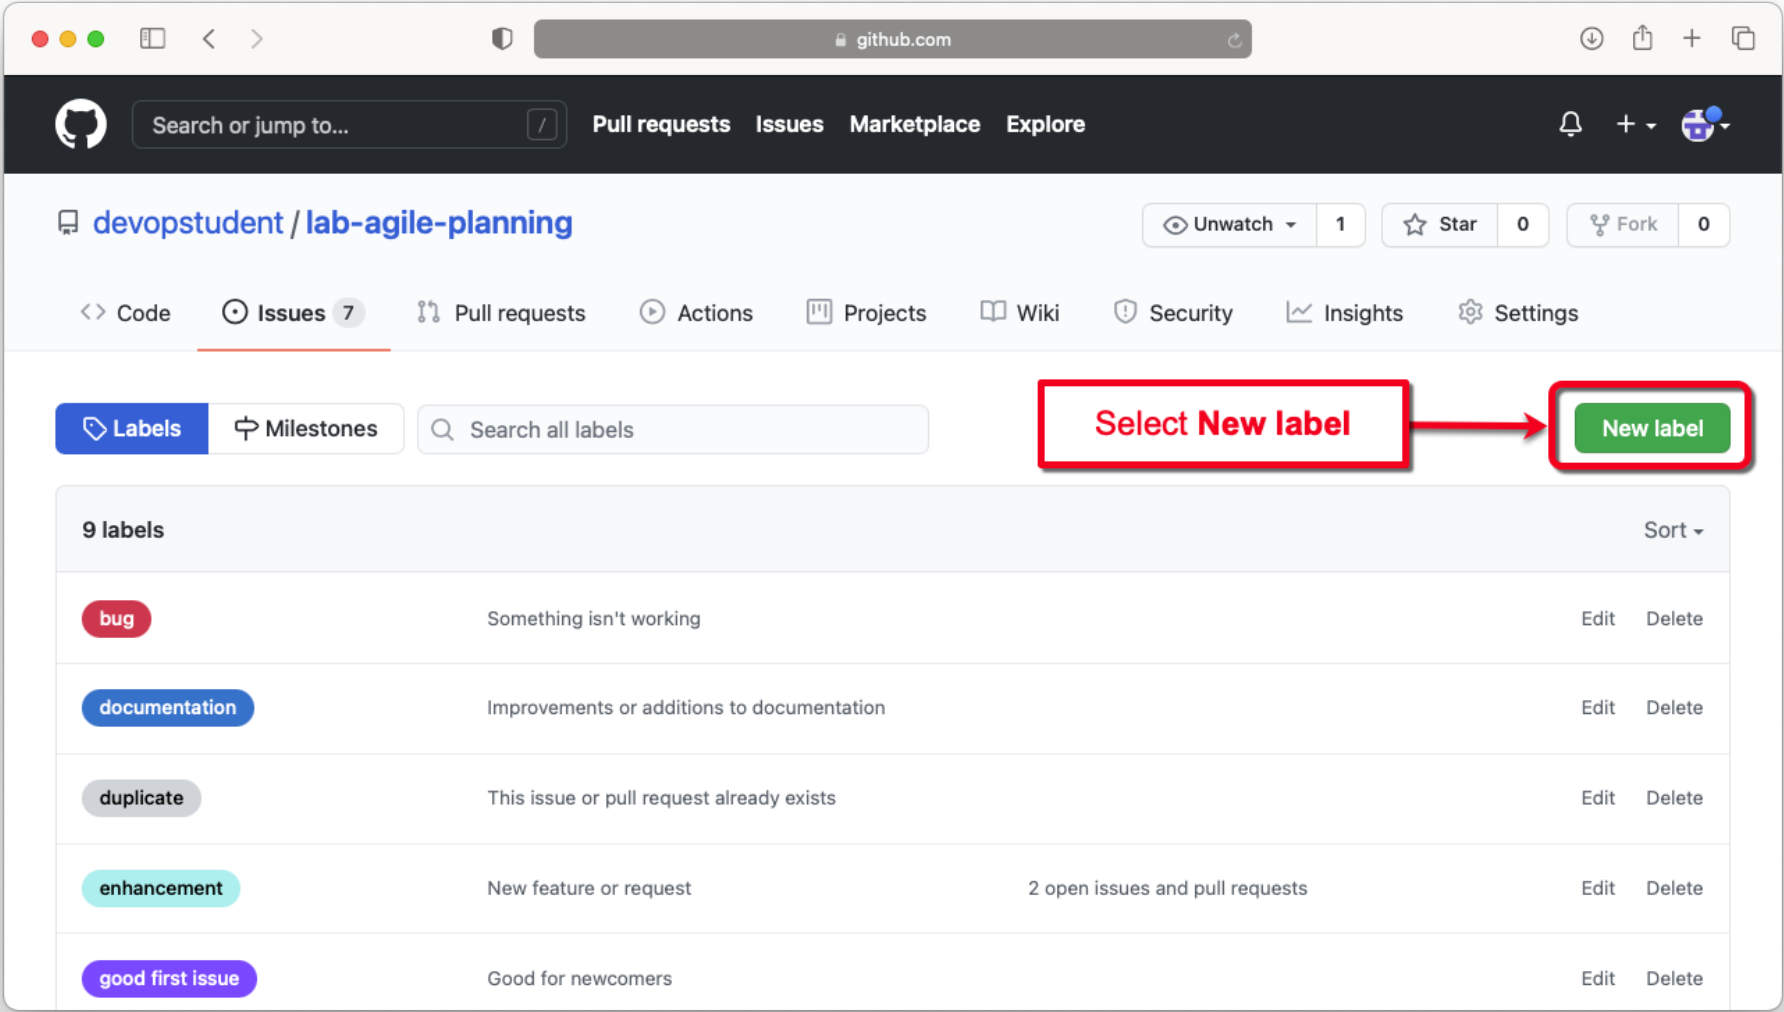 github.com
Search or jump to... / Pull requests Issues Marketplace Explore
devopstudent / lab-agile-planning Unwatch 1 Star 0 Fork 0
Code Issues 7 Pull requests Actions Projects Wiki Security Insights Settings
Labels Milestones Search all labels Select New label New label
9 labels Sort
bug Something isn't working Edit Delete
documentation Improvements or additions to documentation Edit Delete
duplicate This issue or pull request already exists Edit Delete
enhancement New feature or request 2 open issues and pull requests Edit Delete
good first issue Good for newcomers Edit Delete